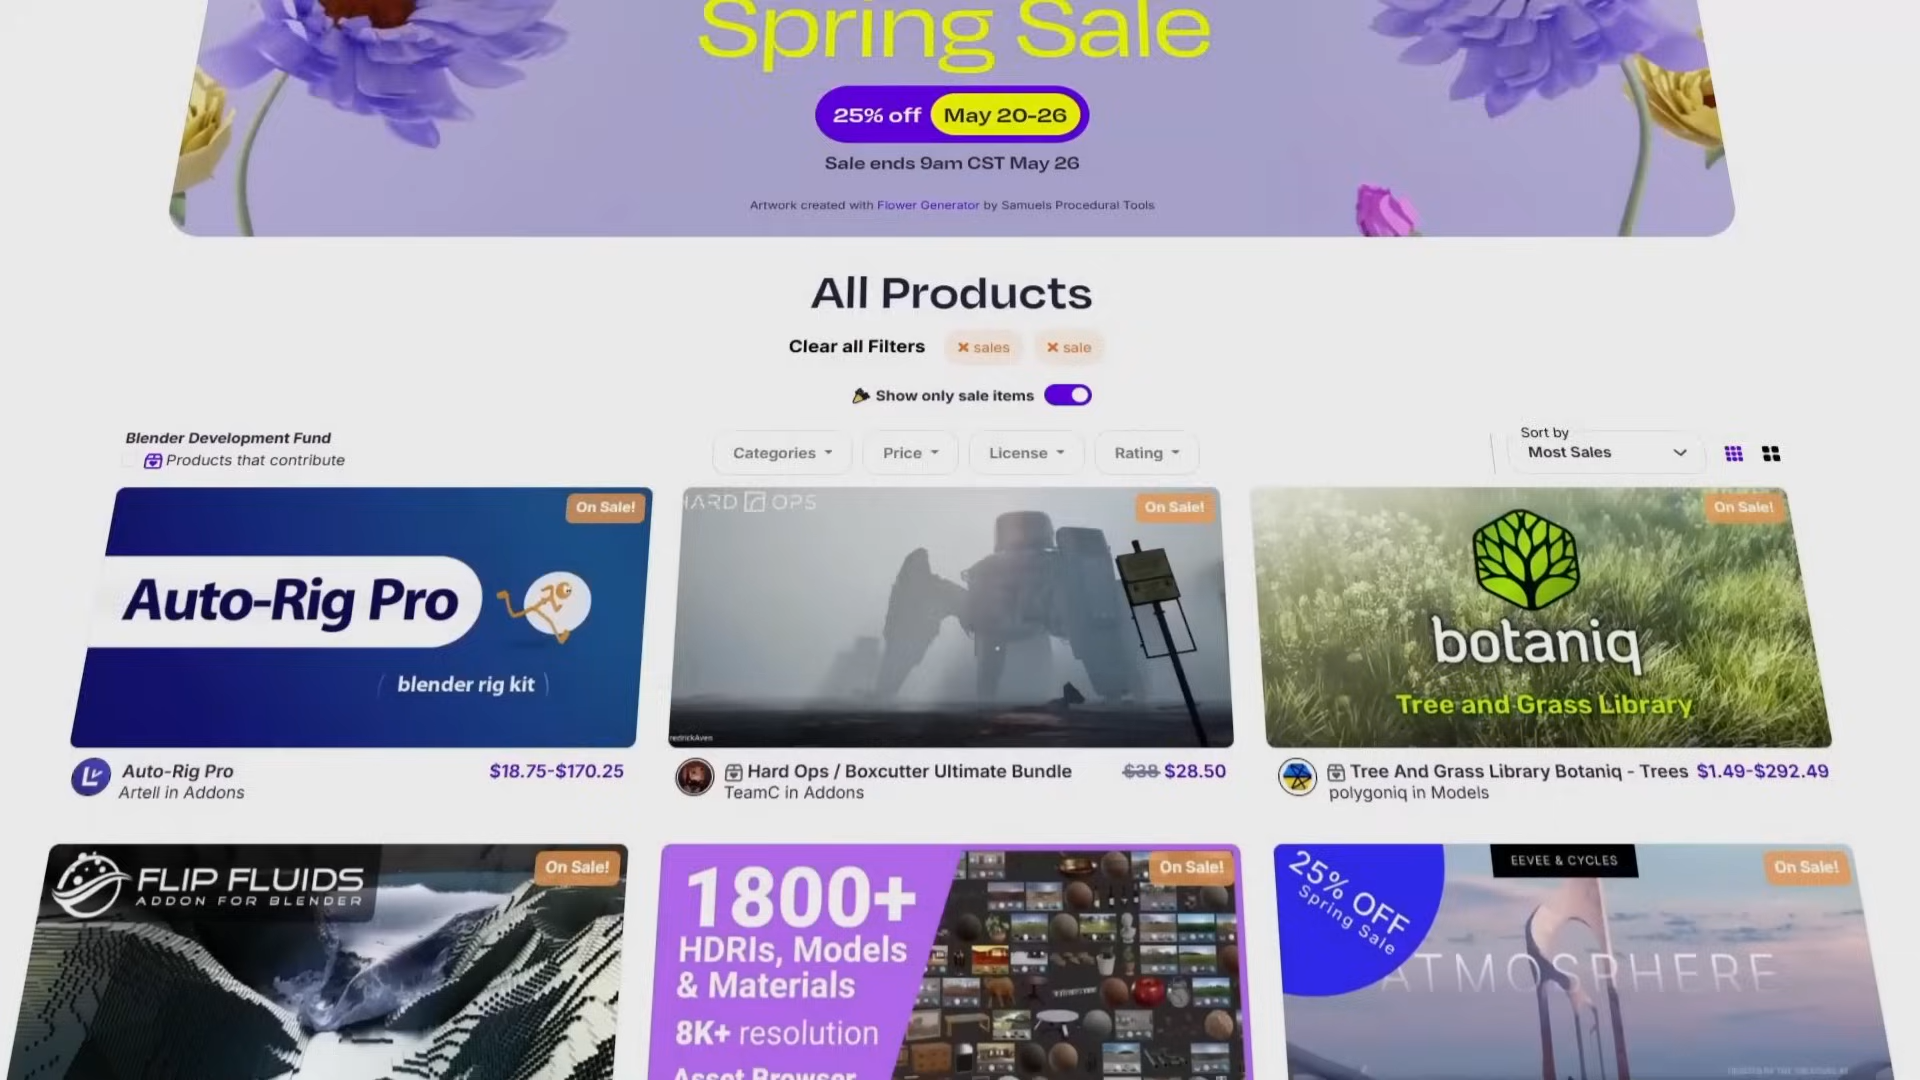 Spring Sale
25% off May 20-26
Sale ends 9am CST May 26
Artwork created with Flower Generator by Samuels Procedural Tools
All Products
Clear all Filters × sales × sale
Show only sale items
Blender Development Fund
Products that contribute
Categories Price License Rating
Sort by
Most Sales
On Sale!
Auto-Rig Pro
blender rig kit
Auto-Rig Pro $18.75-$170.25
Artell in Addons
HARD OPS
On Sale!
Hard Ops / Boxcutter Ultimate Bundle $38 $28.50
TeamC in Addons
On Sale!
botaniq
Tree and Grass Library
Tree And Grass Library Botaniq - Trees $1.49-$292.49
polygoniq in Models
FLIP FLUIDS
ADDON FOR BLENDER
On Sale!
1800+
HDRIs, Models
& Materials
8K+ resolution
Asset Browser
On Sale!
25% OFF
Spring Sale
EEVEE & CYCLES
On Sale!
ATMOSPHERE